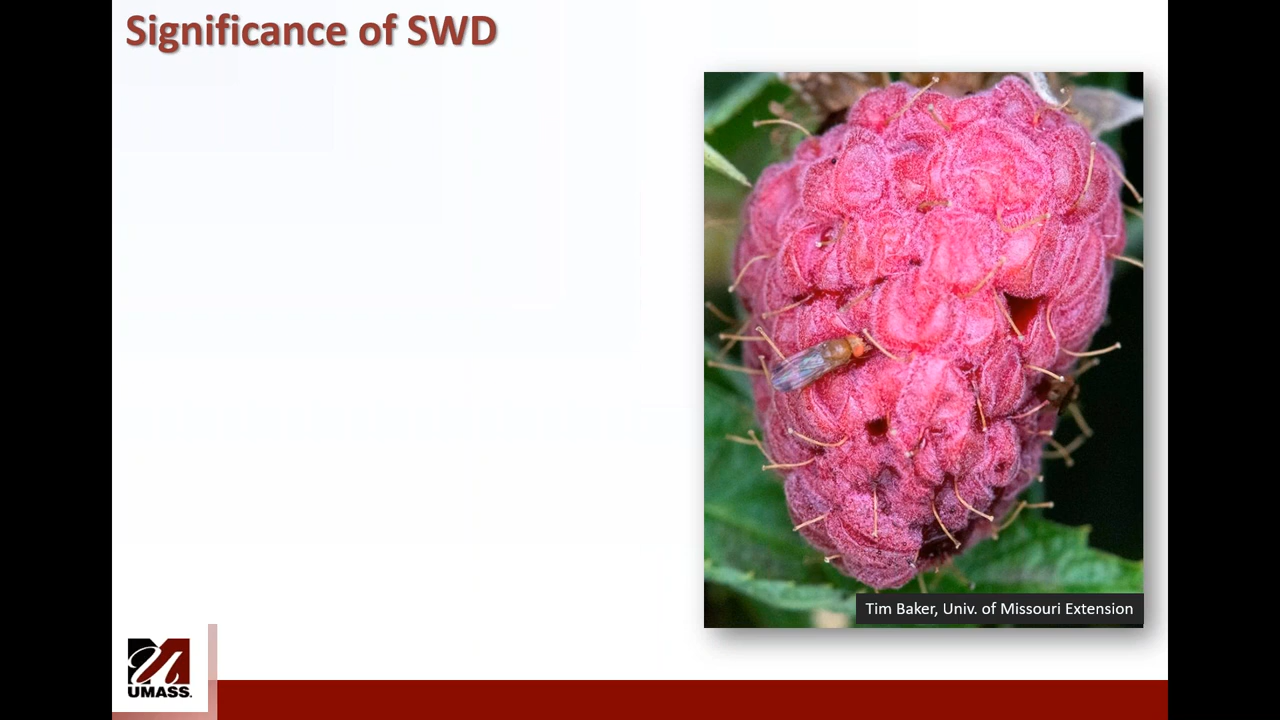 Significance of SWD
Tim Baker, Univ. of Missouri Extension
UMASS.